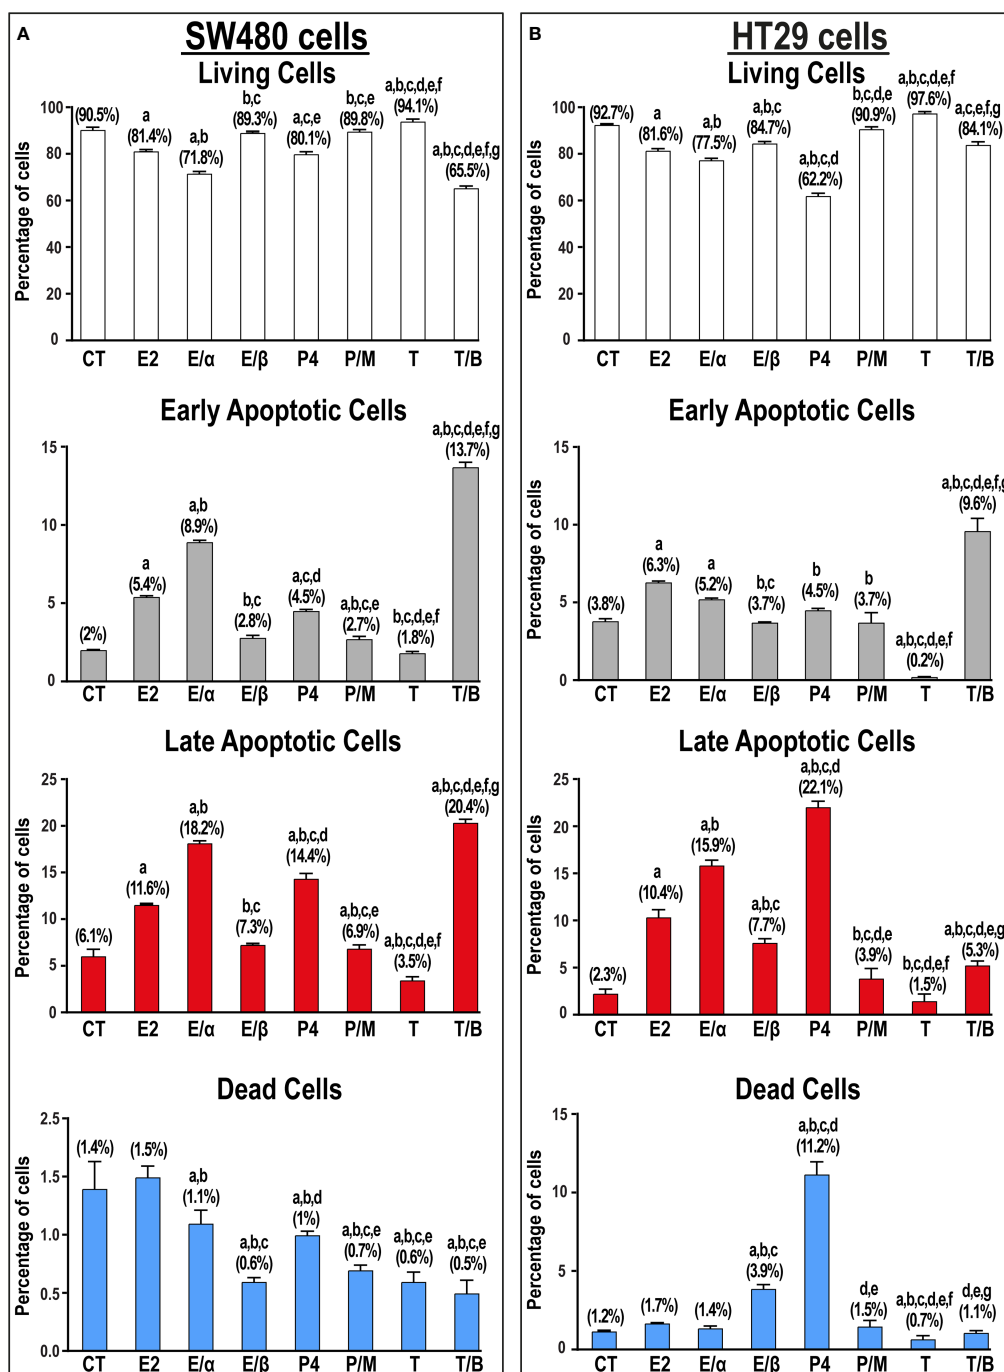 A
SW480 cells
Living Cells
Percentage of cells
100
80
60
40
20
0
(90.5%)
a
(81.4%)
a,b
(71.8%)
b,c
(89.3%)
a,c,e
(80.1%)
b,c,e
(89.8%)
a,b,c,d,e,f
(94.1%)
a,b,c,d,e,f,g
(65.5%)
CT E2 E/α E/β P4 P/M T T/B
Early Apoptotic Cells
Percentage of cells
15
10
5
0
(2%)
a
(5.4%)
a,b
(8.9%)
b,c
(2.8%)
a,c,d
(4.5%)
a,b,c,e
(2.7%)
b,c,d,e,f
(1.8%)
a,b,c,d,e,f,g
(13.7%)
CT E2 E/α E/β P4 P/M T T/B
Late Apoptotic Cells
Percentage of cells
25
20
15
10
5
0
(6.1%)
a
(11.6%)
a,b
(18.2%)
b,c
(7.3%)
a,b,c,d
(14.4%)
a,b,c,e
(6.9%)
a,b,c,d,e,f
(3.5%)
a,b,c,d,e,f,g
(20.4%)
CT E2 E/α E/β P4 P/M T T/B
Dead Cells
Percentage of cells
2.5
1.5
1.0
0.5
0.0
(1.4%)
(1.5%)
a,b
(1.1%)
a,b,c
(0.6%)
a,b,d
(1%)
a,b,c,e
(0.7%)
a,b,c,e
(0.6%)
a,b,c,e
(0.5%)
CT E2 E/α E/β P4 P/M T T/B
B
HT29 cells
Living Cells
Percentage of cells
100
80
60
40
20
0
(92.7%)
a
(81.6%)
a,b
(77.5%)
a,b,c
(84.7%)
a,b,c,d
(62.2%)
b,c,d,e
(90.9%)
a,b,c,d,e,f
(97.6%)
a,c,e,f,g
(84.1%)
CT E2 E/α E/β P4 P/M T T/B
Early Apoptotic Cells
Percentage of cells
15
10
5
0
(3.8%)
a
(6.3%)
a
(5.2%)
b,c
(3.7%)
b
(4.5%)
b
(3.7%)
a,b,c,d,e,f
(0.2%)
a,b,c,d,e,f,g
(9.6%)
CT E2 E/α E/β P4 P/M T T/B
Late Apoptotic Cells
Percentage of cells
25
20
15
10
5
0
(2.3%)
a
(10.4%)
a,b
(15.9%)
a,b,c
(7.7%)
a,b,c,d
(22.1%)
b,c,d,e
(3.9%)
b,c,d,e,f
(1.5%)
a,b,c,d,e,g
(5.3%)
CT E2 E/α E/β P4 P/M T T/B
Dead Cells
Percentage of cells
15
10
5
0
(1.2%)
(1.7%)
(1.4%)
a,b,c
(3.9%)
a,b,c,d
(11.2%)
d,e
(1.5%)
a,b,c,d,e,f
(0.7%)
d,e,g
(1.1%)
CT E2 E/α E/β P4 P/M T T/B